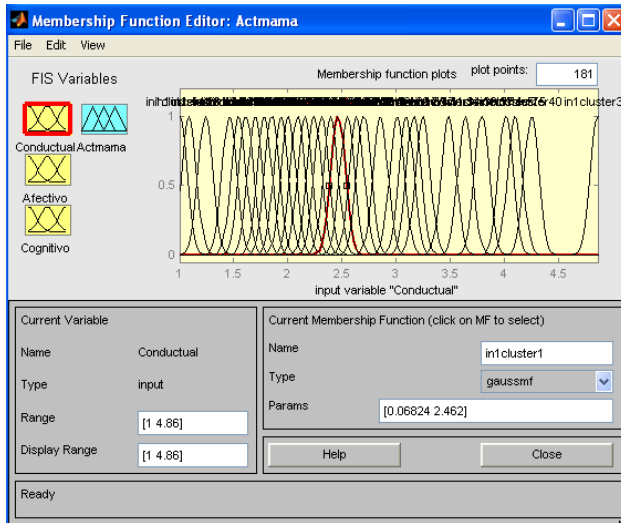 Membership Function Editor: Actmama
File Edit View
FIS Variables
Membership function plots plot points: 181
40 in1cluster3
Conductual Actmama
Afectivo
Cognitivo
1
0.5
0
1 1.5 2 2.5 3 3.5 4 4.5
input variable "Conductual"
Current Variable
Name Conductual
Type input
Range [1 4.86]
Display Range [1 4.86]
Current Membership Function (click on MF to select)
Name in1cluster1
Type gaussmf
Params [0.06824 2.462]
Help Close
Ready